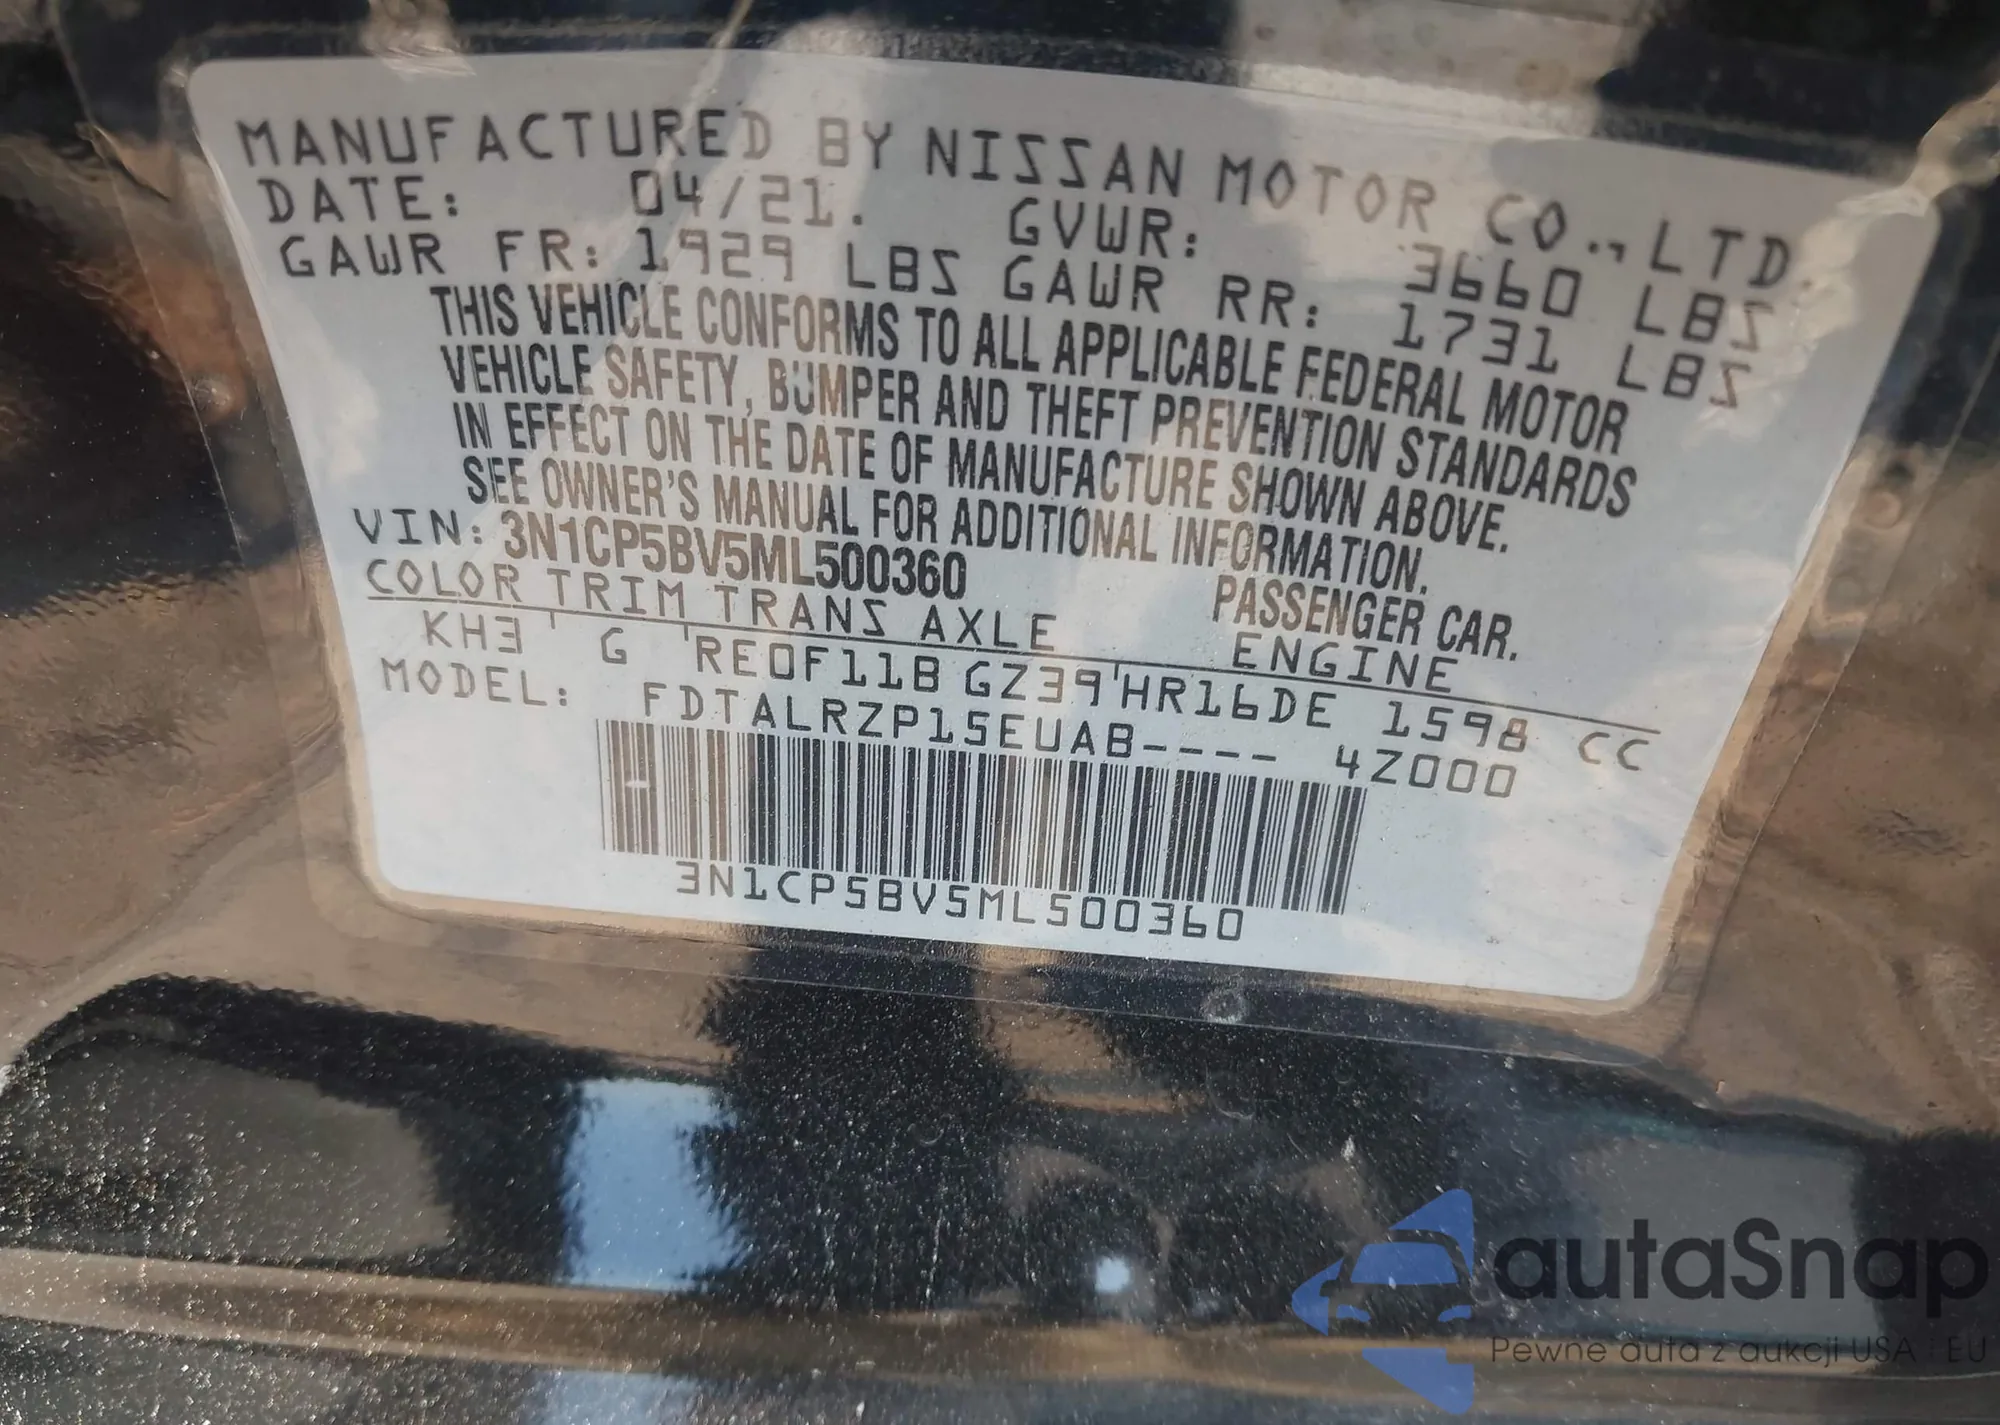 MANUFACTURED BY NISSAN MOTOR CO.,LTD.
DATE: 04/21. GVWR: 3660 LBS
GAWR FR: 1929 LBS GAWR RR: 1731 LBS
THIS VEHICLE CONFORMS TO ALL APPLICABLE FEDERAL MOTOR
VEHICLE SAFETY, BUMPER AND THEFT PREVENTION STANDARDS
IN EFFECT ON THE DATE OF MANUFACTURE SHOWN ABOVE.
SEE OWNER'S MANUAL FOR ADDITIONAL INFORMATION.
VIN: 3N1CP5BV5ML500360 PASSENGER CAR.
COLOR TRIM TRANS AXLE ENGINE
KH3 G RE0F11B GZ39 HR16DE 1598 CC
MODEL: FDTALRZP15EUAB---- 4Z000
3N1CP5BV5ML500360
autaSnap
Pewne auta z aukcji USA i EU